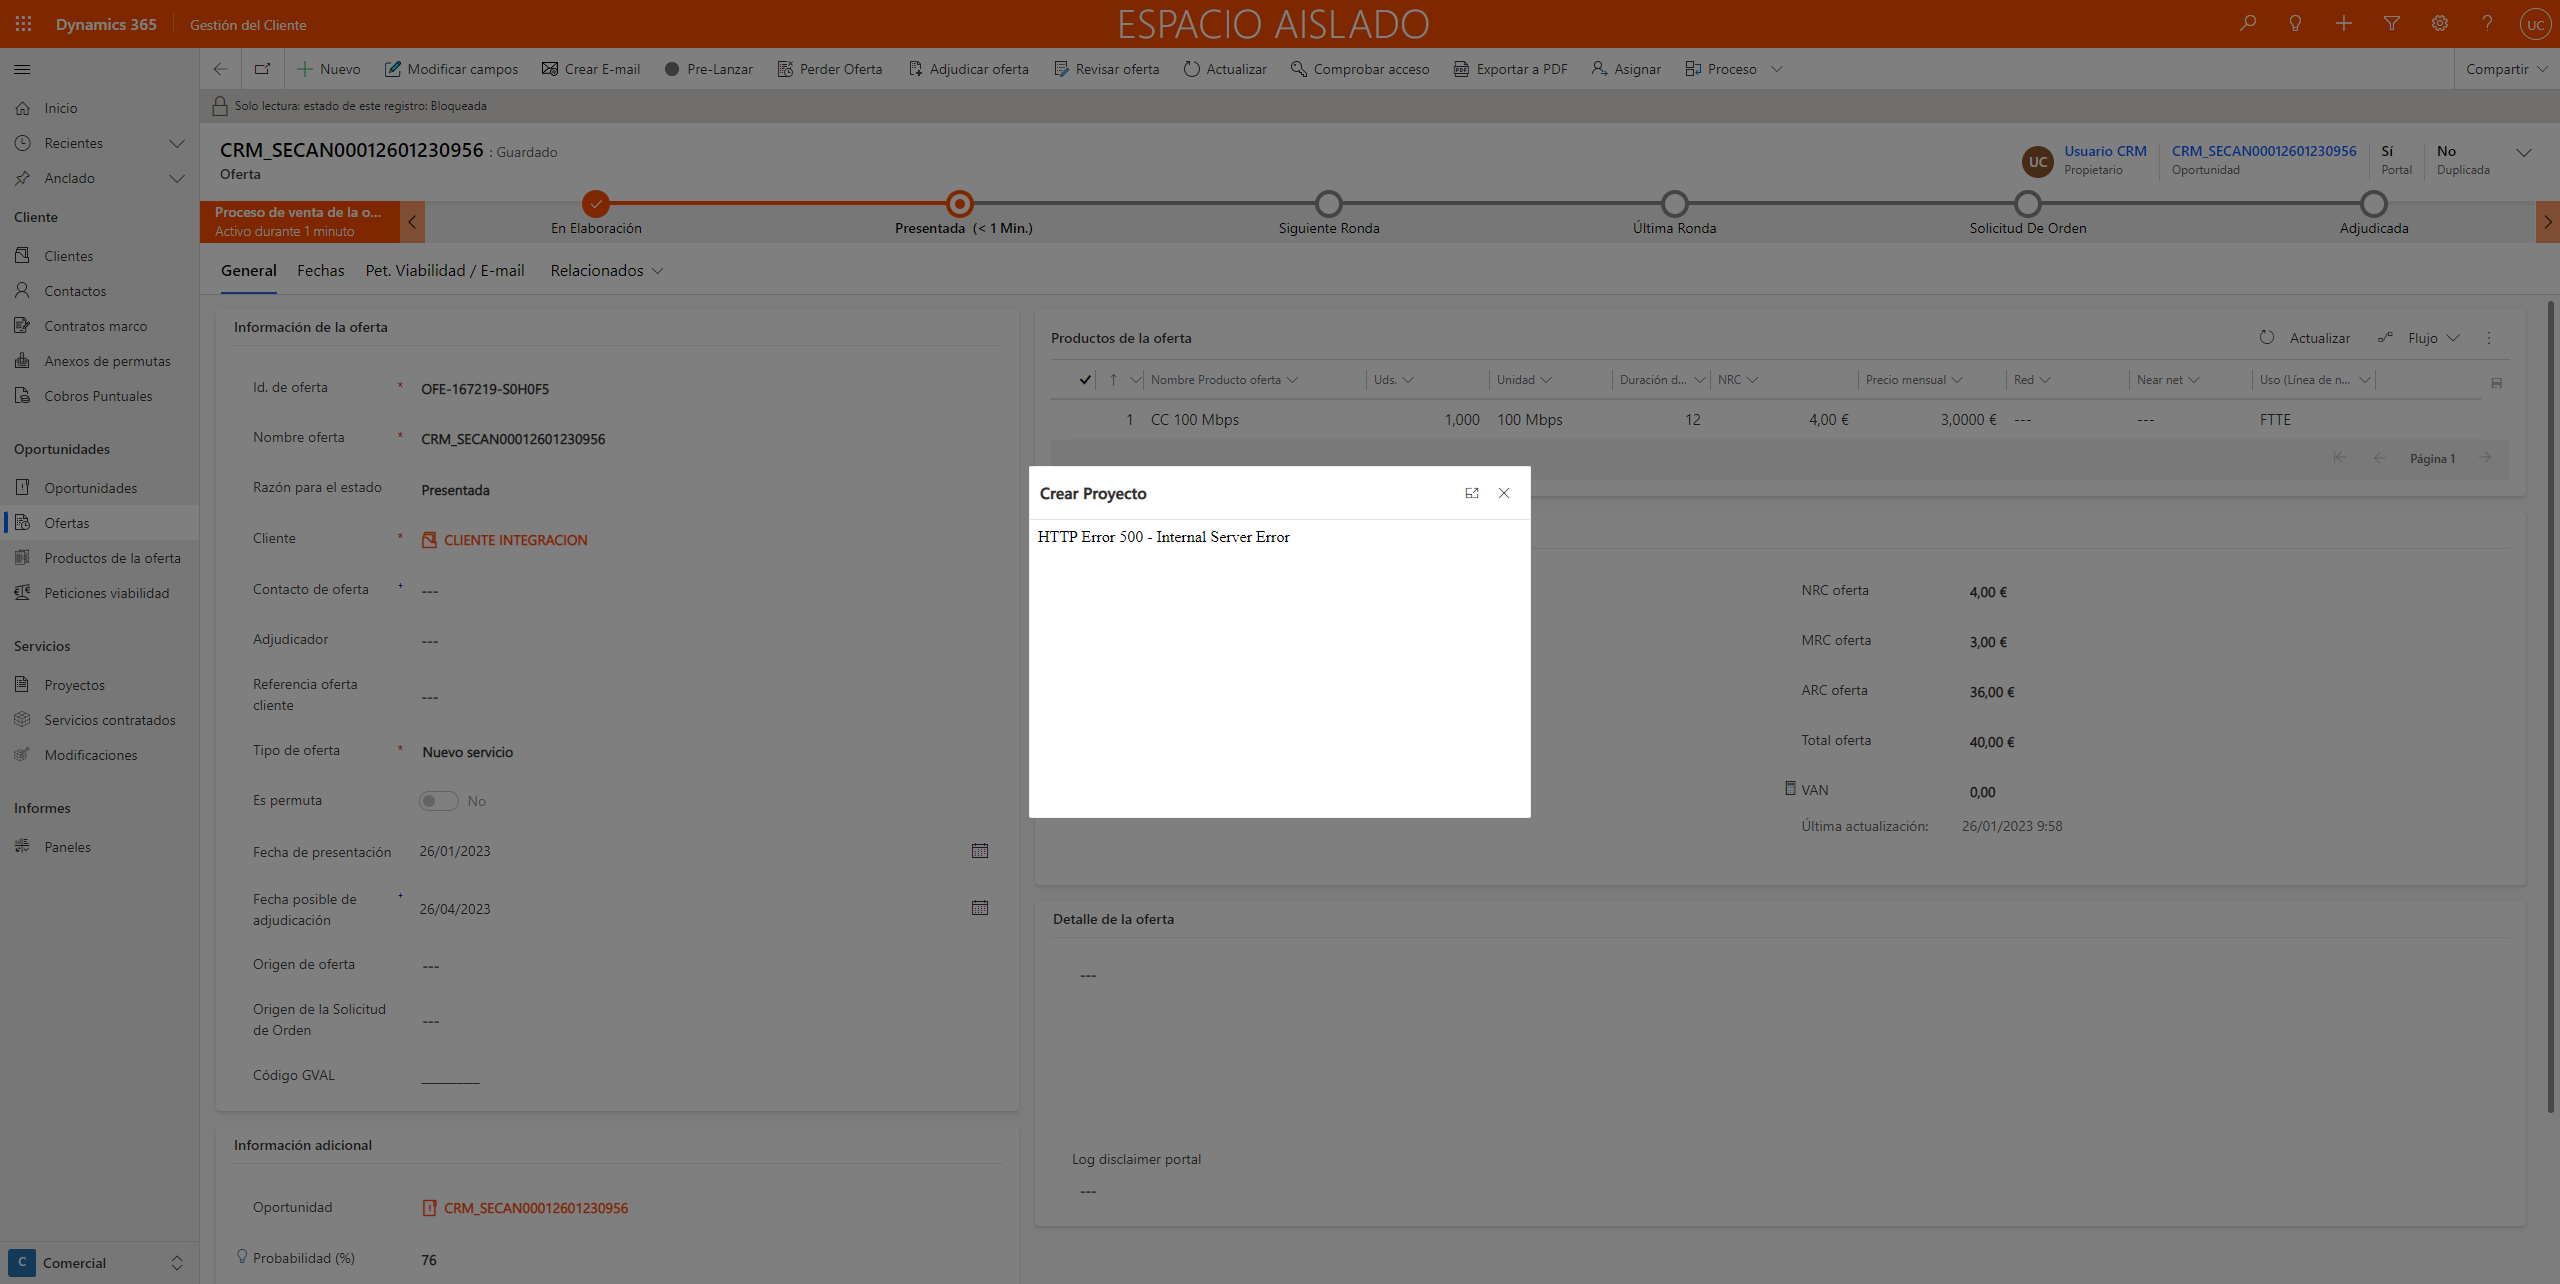 Dynamics 365
Gestión del Cliente
ESPACIO AISLADO
UC
Nuevo
Modificar campos
Crear E-mail
Pre-Lanzar
Perder Oferta
Adjudicar oferta
Revisar oferta
Actualizar
Comprobar acceso
Exportar a PDF
Asignar
Proceso
Compartir
Solo lectura: estado de este registro: Bloqueada
Inicio
Recientes
Anclado
Cliente
Clientes
Contactos
Contratos marco
Anexos de permutas
Cobros Puntuales
Oportunidades
Oportunidades
Ofertas
Productos de la oferta
Peticiones viabilidad
Servicios
Proyectos
Servicios contratados
Modificaciones
Informes
Paneles
C Comercial
CRM_SECAN00012601230956 : Guardado
Oferta
UC
Usuario CRM
Propietario
CRM_SECAN00012601230956
Oportunidad
Sí
Portal
No
Duplicada
Proceso de venta de la o...
Activo durante 1 minuto
En Elaboración
Presentada (< 1 Min.)
Siguiente Ronda
Última Ronda
Solicitud De Orden
Adjudicada
General
Fechas
Pet. Viabilidad / E-mail
Relacionados
Información de la oferta
Id. de oferta * OFE-167219-S0H0F5
Nombre oferta * CRM_SECAN00012601230956
Razón para el estado Presentada
Cliente * CLIENTE INTEGRACION
Contacto de oferta + ---
Adjudicador ---
Referencia oferta
cliente ---
Tipo de oferta * Nuevo servicio
Es permuta No
Fecha de presentación 26/01/2023
Fecha posible de
adjudicación + 26/04/2023
Origen de oferta ---
Origen de la Solicitud
de Orden ---
Código GVAL __________
Información adicional
Oportunidad CRM_SECAN00012601230956
Probabilidad (%) 76
Productos de la oferta
Actualizar
Flujo
Nombre Producto oferta
Uds.
Unidad
Duración d...
NRC
Precio mensual
Red
Near net
Uso (Línea de n...
1 CC 100 Mbps 1,000 100 Mbps 12 4,00 € 3,0000 € --- --- FTTE
Página 1
Crear Proyecto
HTTP Error 500 - Internal Server Error
NRC oferta 4,00 €
MRC oferta 3,00 €
ARC oferta 36,00 €
Total oferta 40,00 €
VAN 0,00
Última actualización: 26/01/2023 9:58
Detalle de la oferta
---
Log disclaimer portal
---